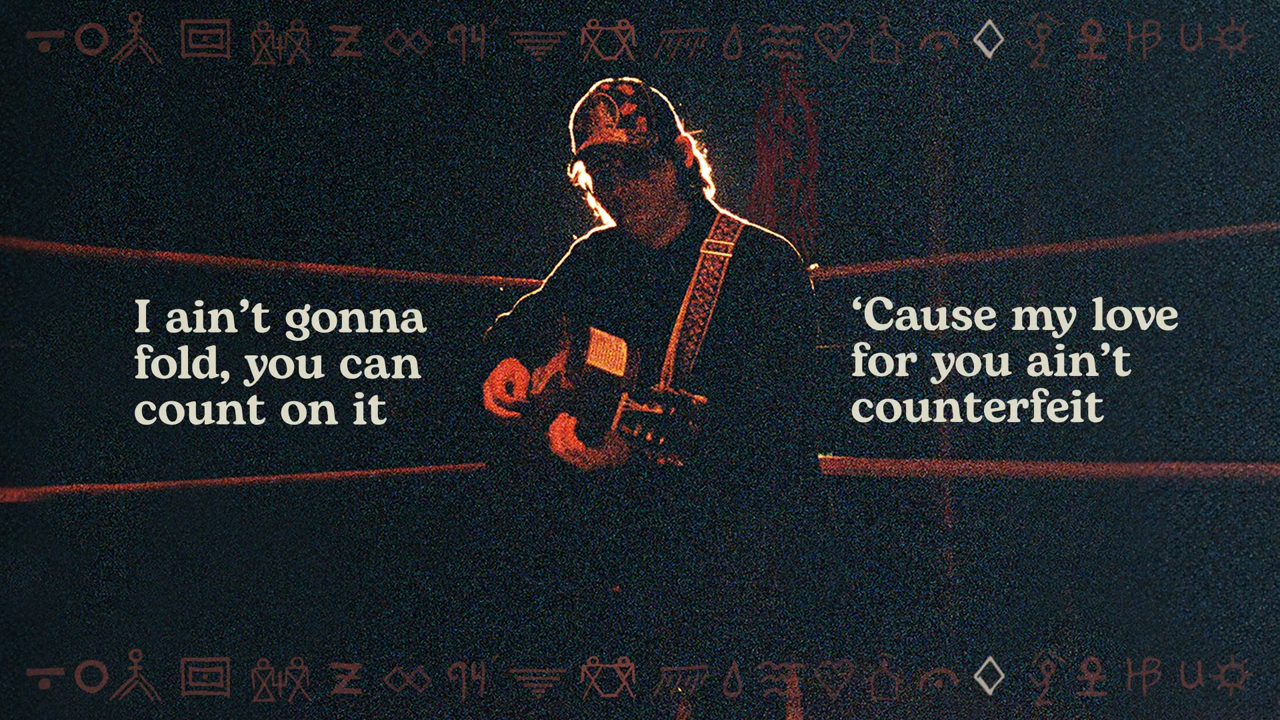 I ain’t gonna
fold, you can
count on it
‘Cause my love
for you ain’t
counterfeit